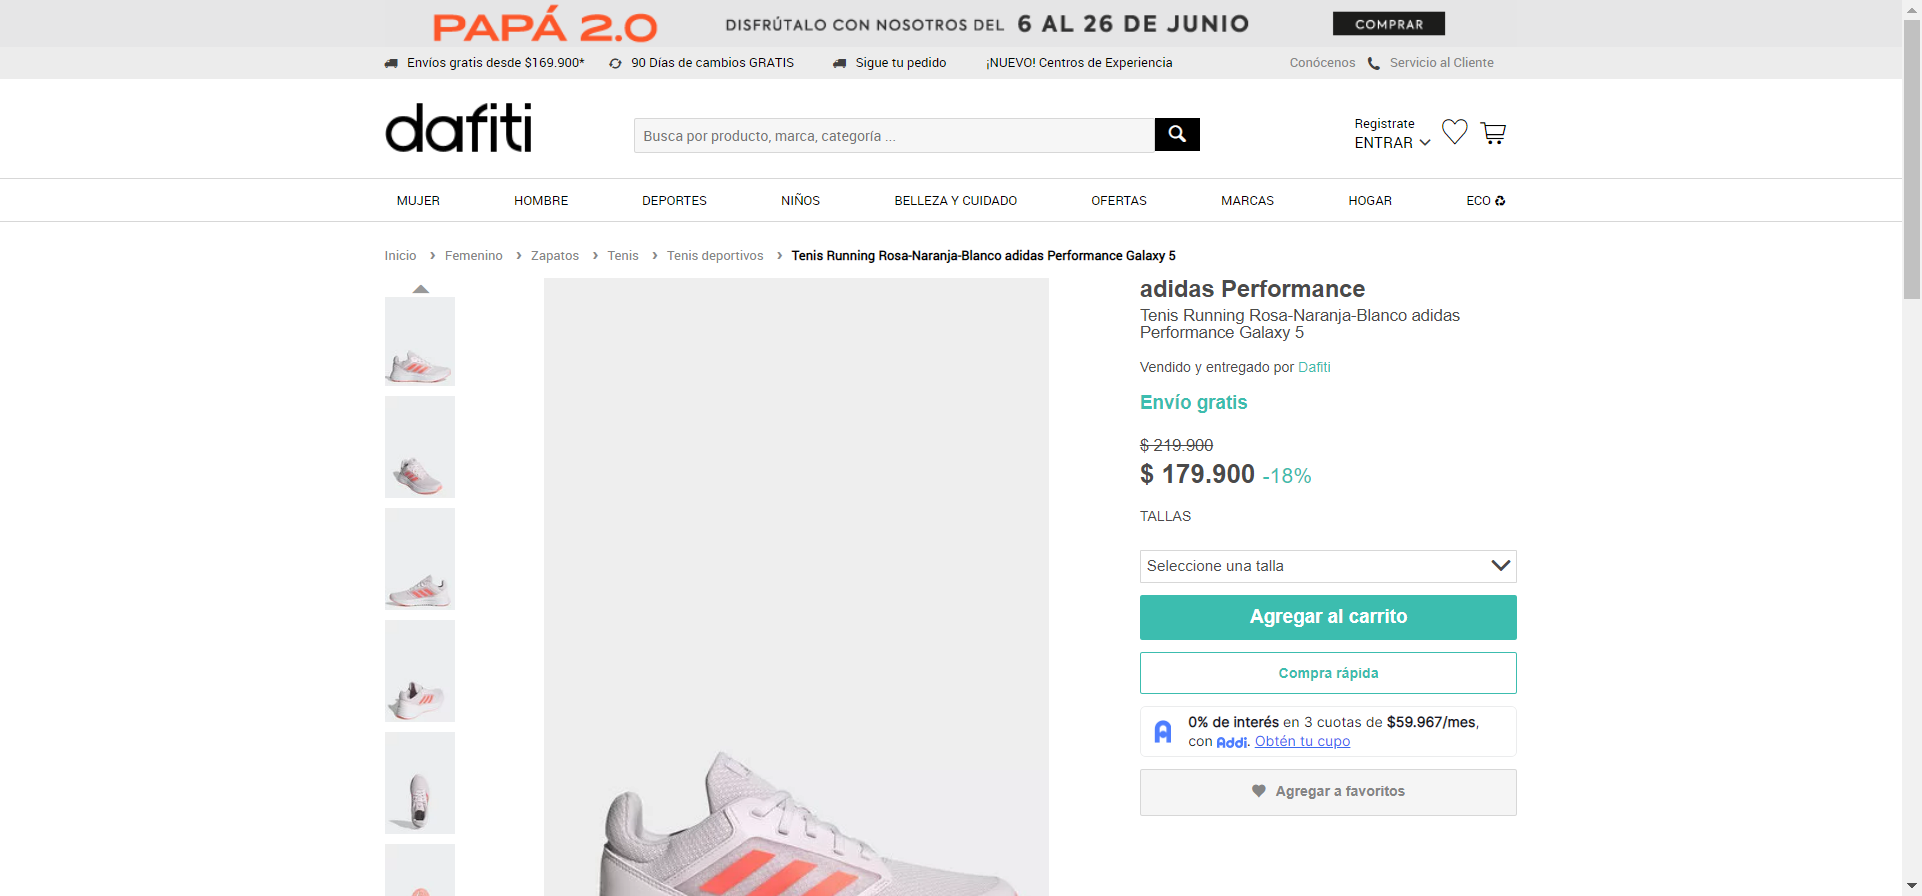 PAPÁ 2.0
DISFRÚTALO CON NOSOTROS DEL 6 AL 26 DE JUNIO
COMPRAR
Envíos gratis desde $169.900*
90 Días de cambios GRATIS
Sigue tu pedido
¡NUEVO! Centros de Experiencia
Conócenos
Servicio al Cliente
dafiti
Busca por producto, marca, categoría ...
Registrate
ENTRAR
MUJER
HOMBRE
DEPORTES
NIÑOS
BELLEZA Y CUIDADO
OFERTAS
MARCAS
HOGAR
ECO
Inicio › Femenino › Zapatos › Tenis › Tenis deportivos › Tenis Running Rosa-Naranja-Blanco adidas Performance Galaxy 5
adidas Performance
Tenis Running Rosa-Naranja-Blanco adidas
Performance Galaxy 5
Vendido y entregado por Dafiti
Envío gratis
$ 219.900
$ 179.900 -18%
TALLAS
Seleccione una talla
Agregar al carrito
Compra rápida
0% de interés en 3 cuotas de $59.967/mes,
con Addi. Obtén tu cupo
Agregar a favoritos